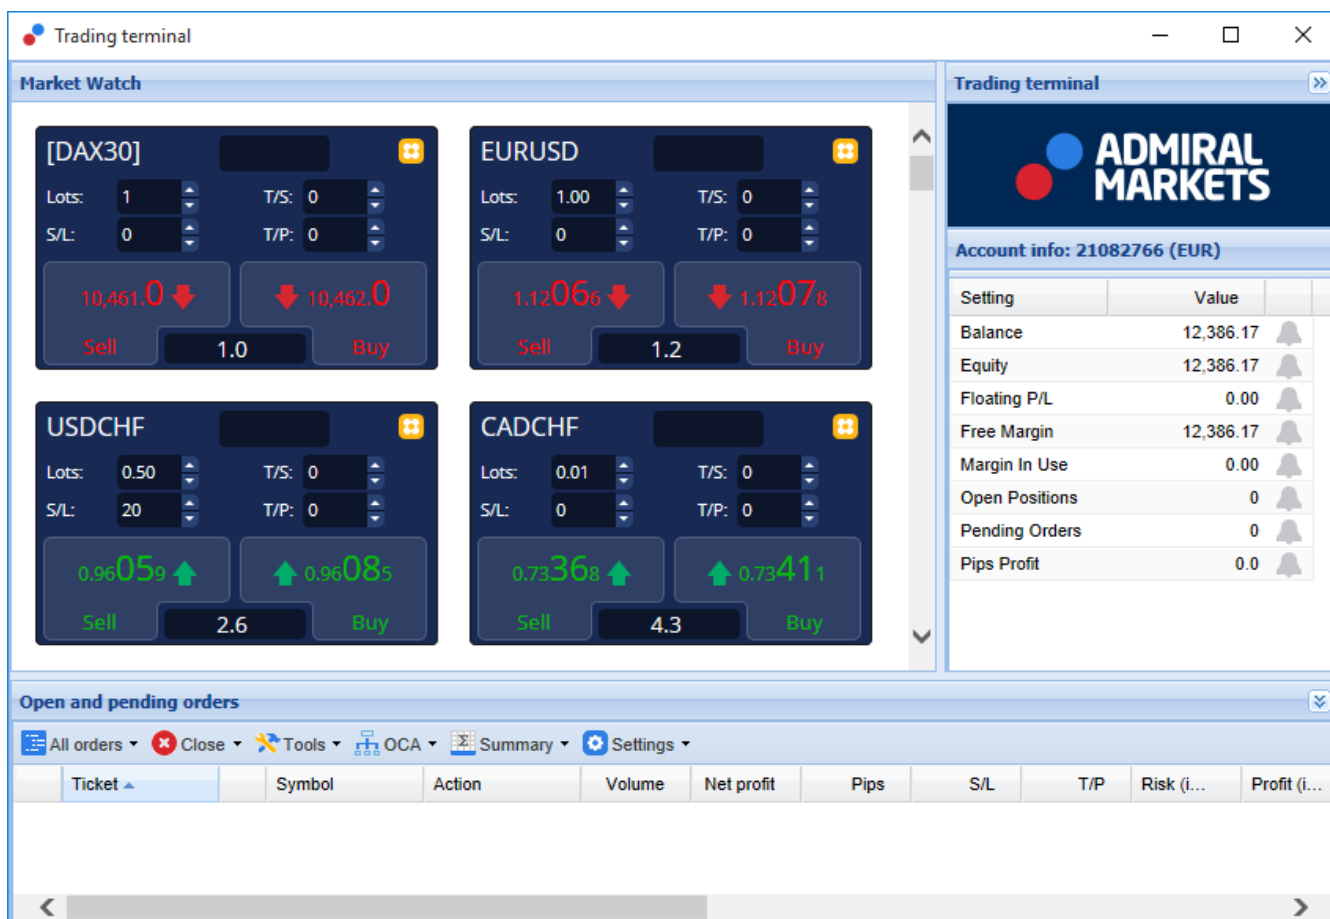 Trading terminal
Market Watch
[DAX30]
Lots: 1 T/S: 0
S/L: 0 T/P: 0
10,461.0 10,462.0
Sell 1.0 Buy
EURUSD
Lots: 1.00 T/S: 0
S/L: 0 T/P: 0
1.12066 1.12078
Sell 1.2 Buy
USDCHF
Lots: 0.50 T/S: 0
S/L: 20 T/P: 0
0.96059 0.96085
Sell 2.6 Buy
CADCHF
Lots: 0.01 T/S: 0
S/L: 0 T/P: 0
0.73368 0.73411
Sell 4.3 Buy
Trading terminal
ADMIRAL
MARKETS
Account info: 21082766 (EUR)
Setting Value
Balance 12,386.17
Equity 12,386.17
Floating P/L 0.00
Free Margin 12,386.17
Margin In Use 0.00
Open Positions 0
Pending Orders 0
Pips Profit 0.0
Open and pending orders
All orders Close Tools OCA Summary Settings
Ticket Symbol Action Volume Net profit Pips S/L T/P Risk (i... Profit (i...